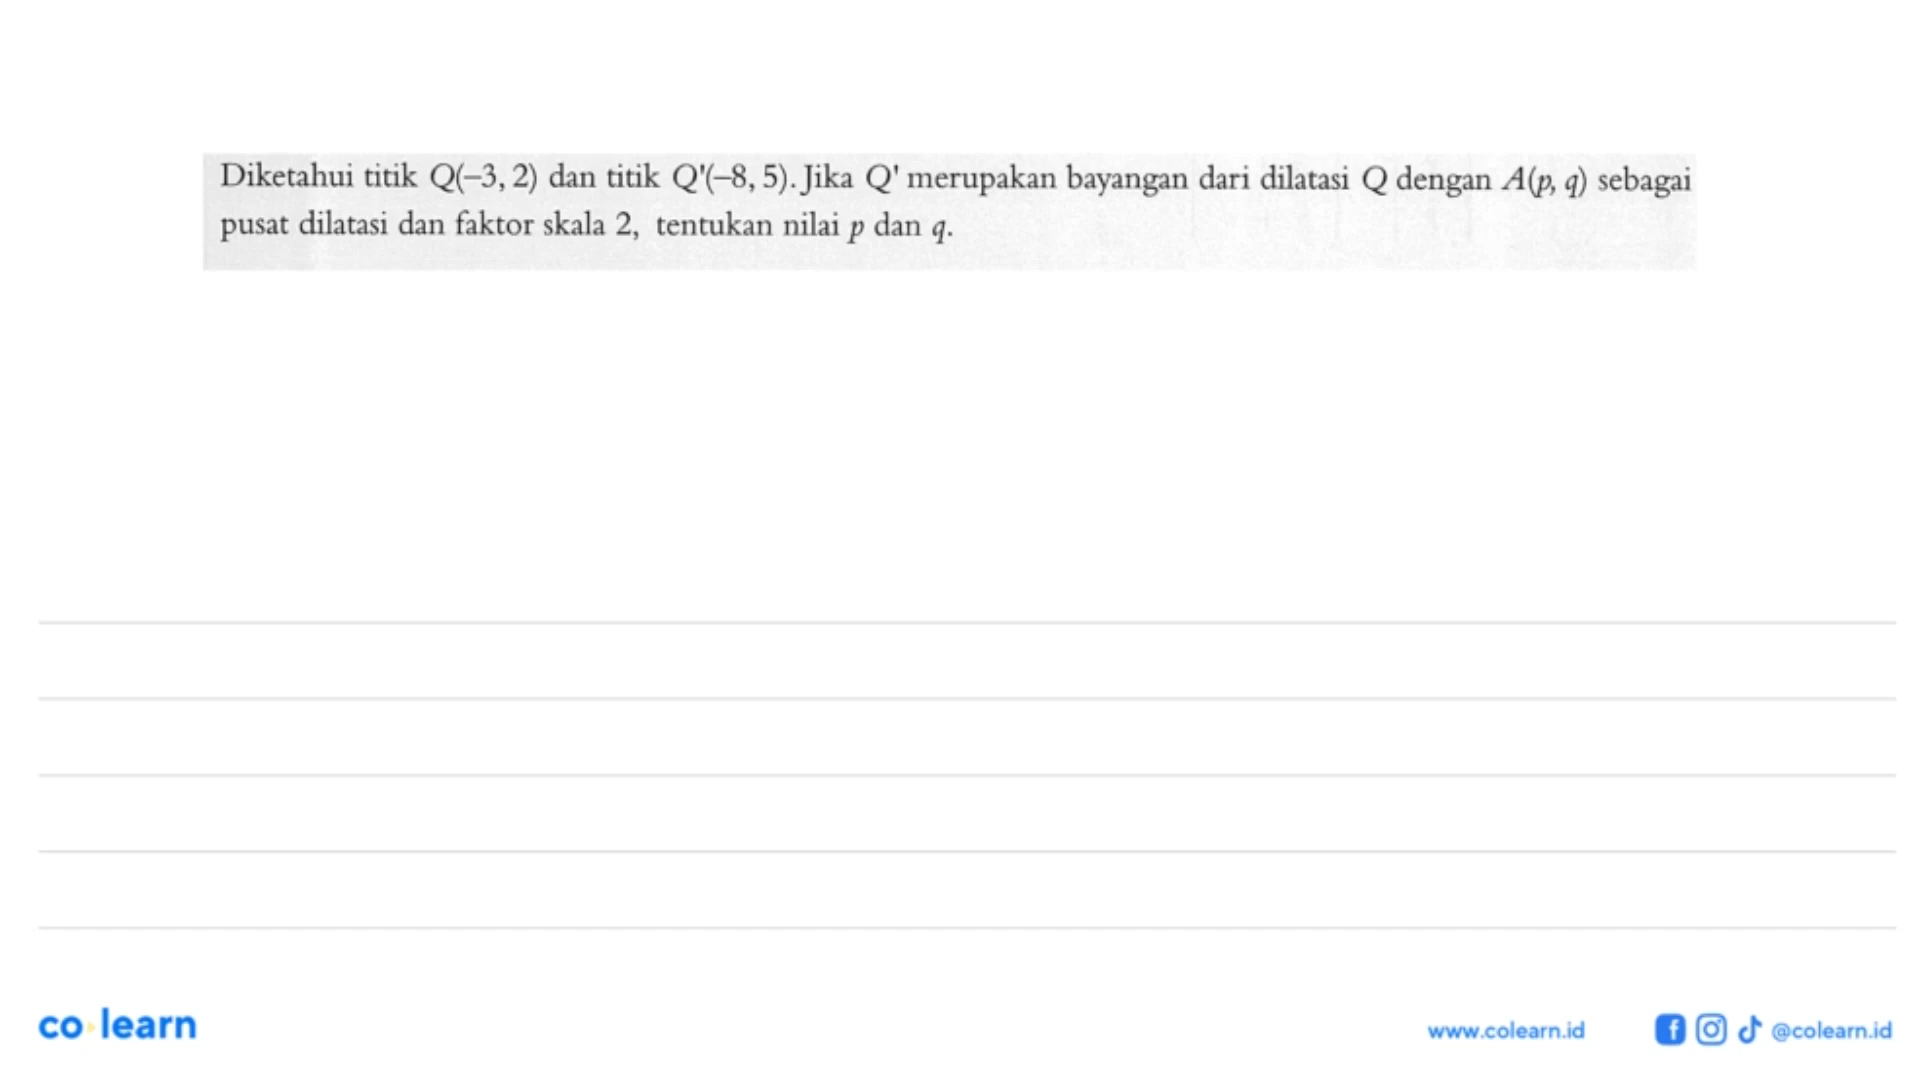 Diketahui titik Q(–3, 2) dan titik Q'(–8, 5). Jika Q' merupakan bayangan dari dilatasi Q dengan A(p, q) sebagai
pusat dilatasi dan faktor skala 2, tentukan nilai p dan q.
co learn
www.colearn.id
@colearn.id